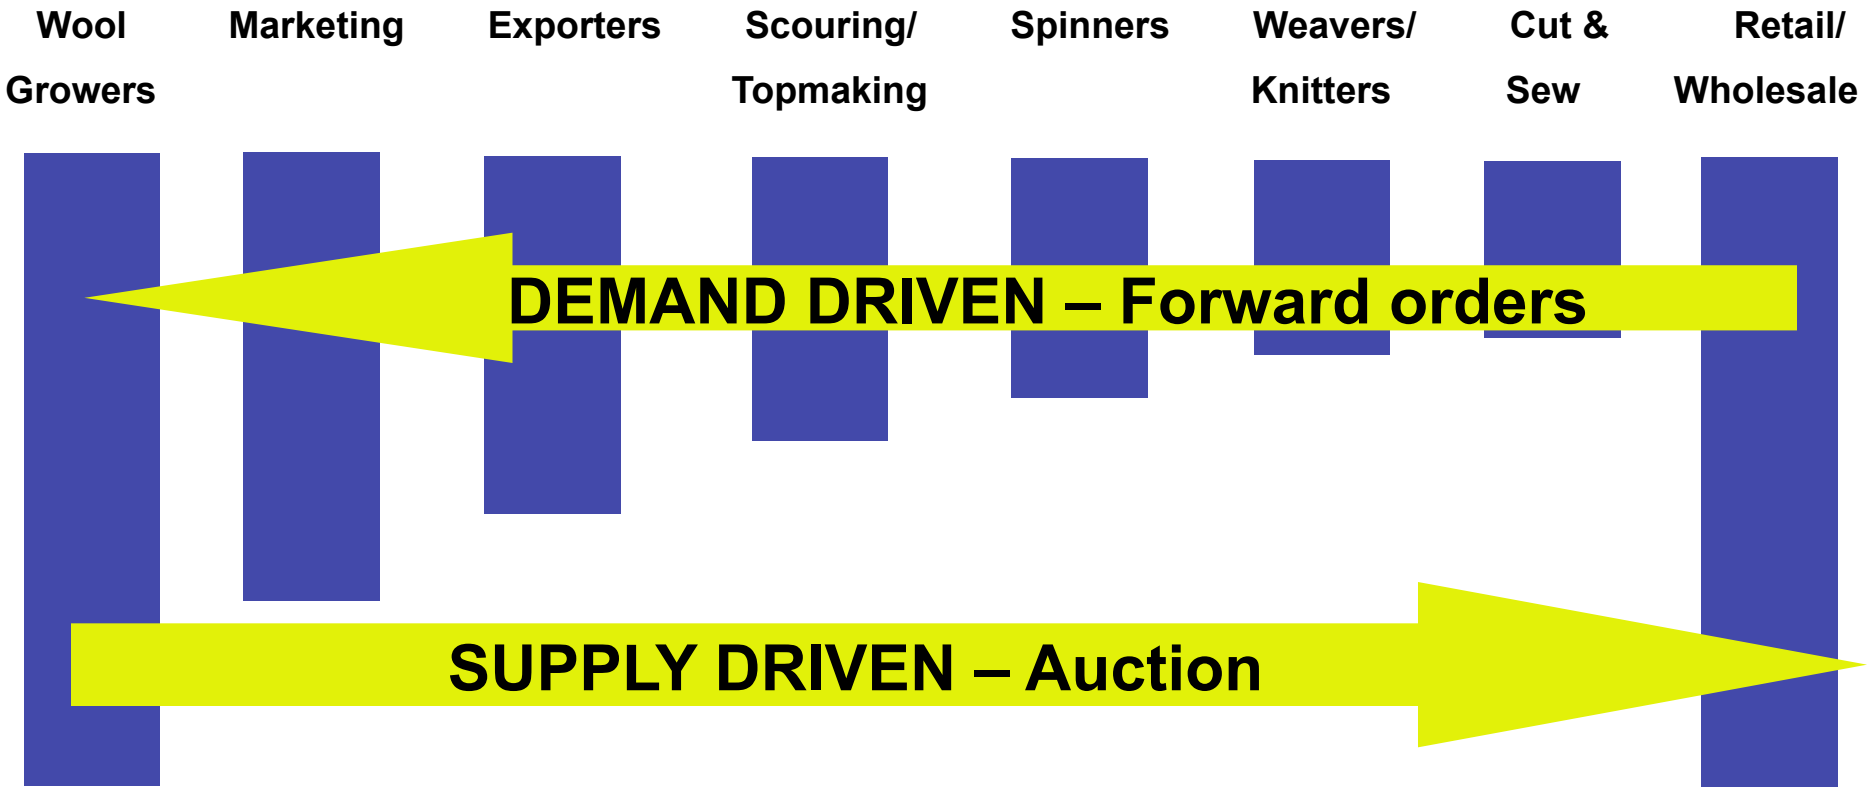 Wool Growers
Marketing
Exporters
Scouring/ Topmaking
Spinners
Weavers/ Knitters
Cut & Sew
Retail/ Wholesale
DEMAND DRIVEN – Forward orders
SUPPLY DRIVEN – Auction